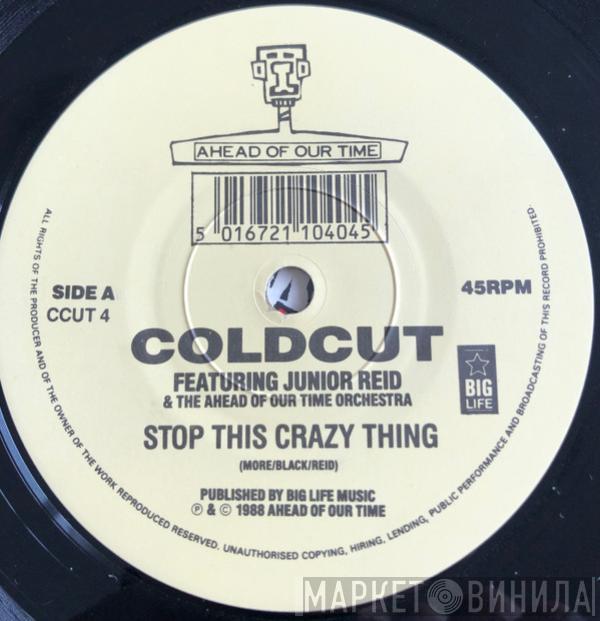 AHEAD OF OUR TIME
5 016721 104045
SIDE A
CCUT 4
45RPM
COLDCUT
FEATURING JUNIOR REID
& THE AHEAD OF OUR TIME ORCHESTRA
BIG
LIFE
STOP THIS CRAZY THING
(MORE/BLACK/REID)
PUBLISHED BY BIG LIFE MUSIC
℗ & © 1988 AHEAD OF OUR TIME
ALL RIGHTS OF THE PRODUCER AND OF THE OWNER OF THE WORK REPRODUCED RESERVED. UNAUTHORISED COPYING, HIRING, LENDING, PUBLIC PERFORMANCE AND BROADCASTING OF THIS RECORD PROHIBITED.
МАРКЕТ ВИНИЛА